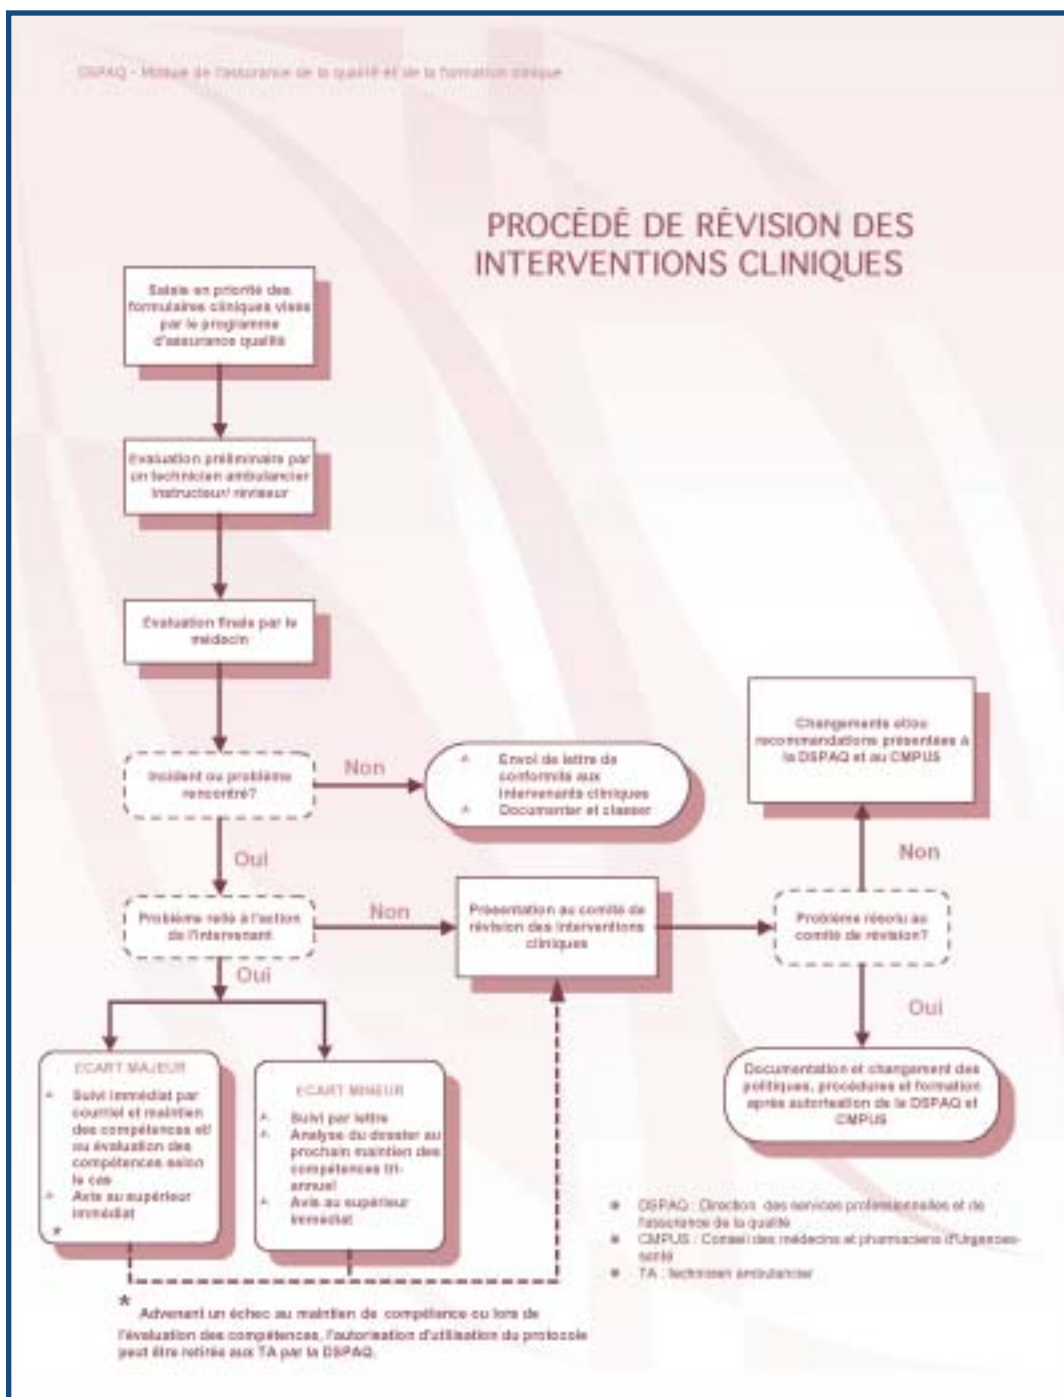 DSPAQ - Module de l'assurance de la qualité et de la formation clinique
PROCÉDÉ DE RÉVISION DES
INTERVENTIONS CLINIQUES
Saisie en priorité des
formulaires cliniques visés
par le programme
d'assurance qualité
Evaluation préliminaire par
un technicien ambulancier
instructeur/ réviseur
Évaluation finale par le
médecin
Incident ou problème
rencontré?
Non
Envoi de lettre de
conformité aux
intervenants cliniques
Documenter et classer
Changements et/ou
recommandations présentées à
la DSPAQ et au CMPUS
Non
Oui
Problème relié à l'action
de l'intervenant
Non
Présentation au comité de
révision des interventions
cliniques
Problème résolu au
comité de révision?
Oui
Oui
Documentation et changement des
politiques, procédures et formation
après autorisation de la DSPAQ et
CMPUS
ECART MAJEUR
Suivi immédiat par
courriel et maintien
des compétences et/
ou évaluation des
compétences selon
le cas
Avis au supérieur
immédiat
*
ECART MINEUR
Suivi par lettre
Analyse du dossier au
prochain maintien des
compétences tri-
annuel
Avis au supérieur
immédiat
DSPAQ : Direction des services professionnelles et de
l'assurance de la qualité
CMPUS : Conseil des médecins et pharmaciens d'Urgences-
santé
TA : technicien ambulancier
* Advenant un échec au maintien de compétence ou lors de
l'évaluation des compétences, l'autorisation d'utilisation du protocole
peut être retirée aux TA par la DSPAQ.